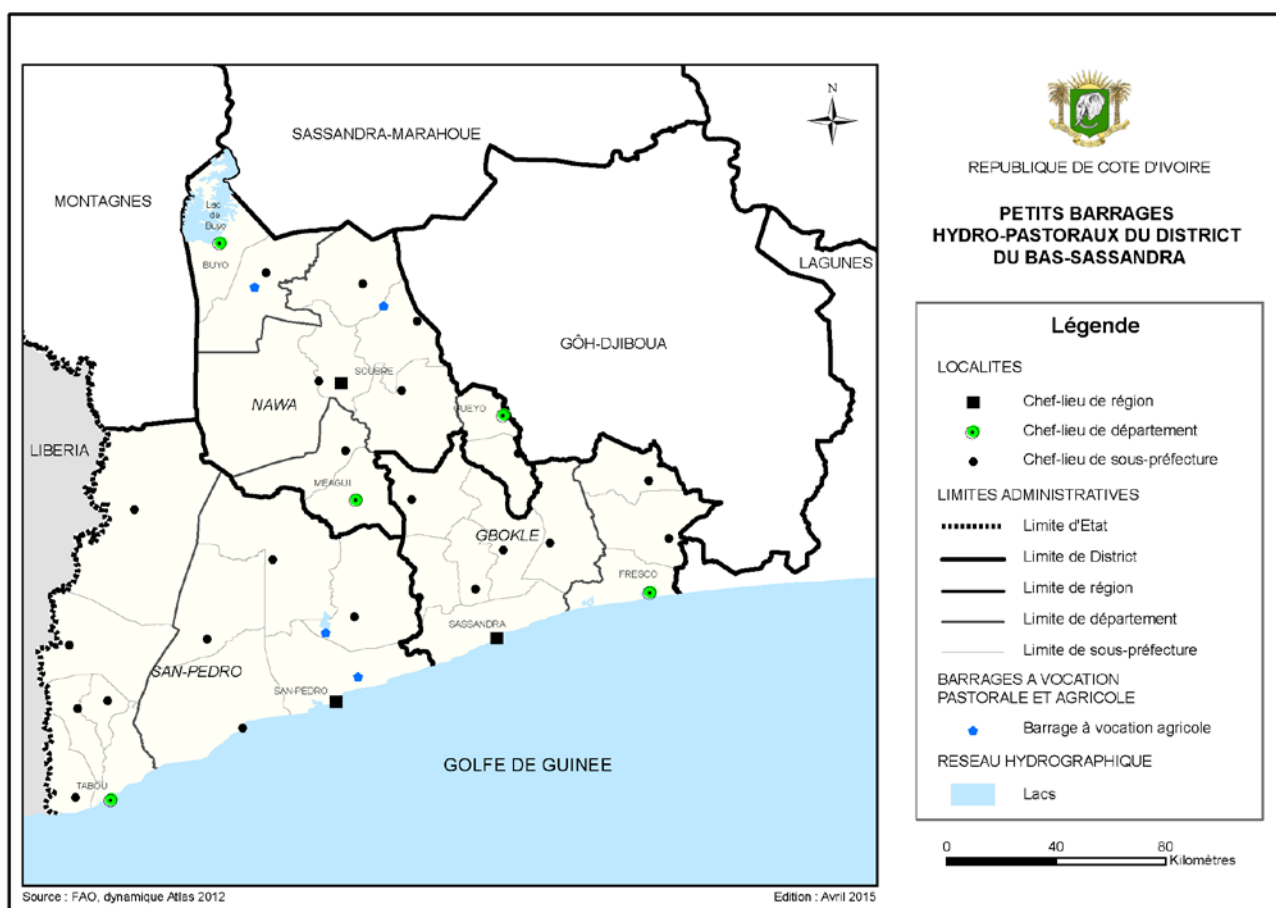 N
SASSANDRA-MARAHOUE
MONTAGNES
Lac
de
Buyo
BUYO
LAGUNES
GÔH-DJIBOUA
SOUBRE
NAWA
GUEYO
LIBERIA
MEAGUI
GBOKLE
FRESCO
SASSANDRA
SAN-PEDRO
SAN-PEDRO
GOLFE DE GUINEE
TABOU
Source : FAO, dynamique Atlas 2012
Edition : Avril 2015
REPUBLIQUE DE COTE D'IVOIRE
PETITS BARRAGES
HYDRO-PASTORAUX DU DISTRICT
DU BAS-SASSANDRA
Légende
LOCALITES
Chef-lieu de région
Chef-lieu de département
Chef-lieu de sous-préfecture
LIMITES ADMINISTRATIVES
Limite d'Etat
Limite de District
Limite de région
Limite de département
Limite de sous-préfecture
BARRAGES A VOCATION
PASTORALE ET AGRICOLE
Barrage à vocation agricole
RESEAU HYDROGRAPHIQUE
Lacs
0 40 80
Kilomètres